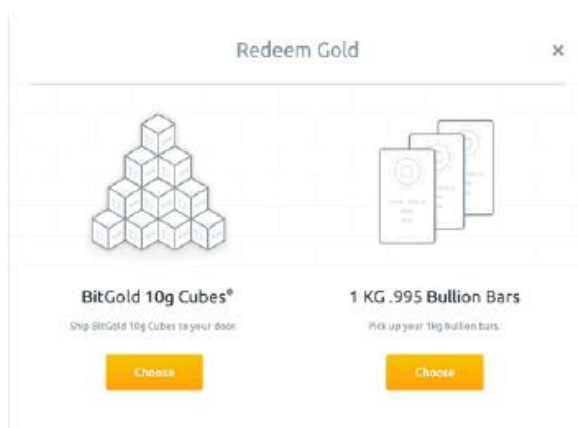 Redeem Gold
×
BitGold 10g Cubes®
Ship BitGold 10g Cubes to your door.
Choose
1 KG .995 Bullion Bars
Pick up your 1kg bullion bars.
Choose